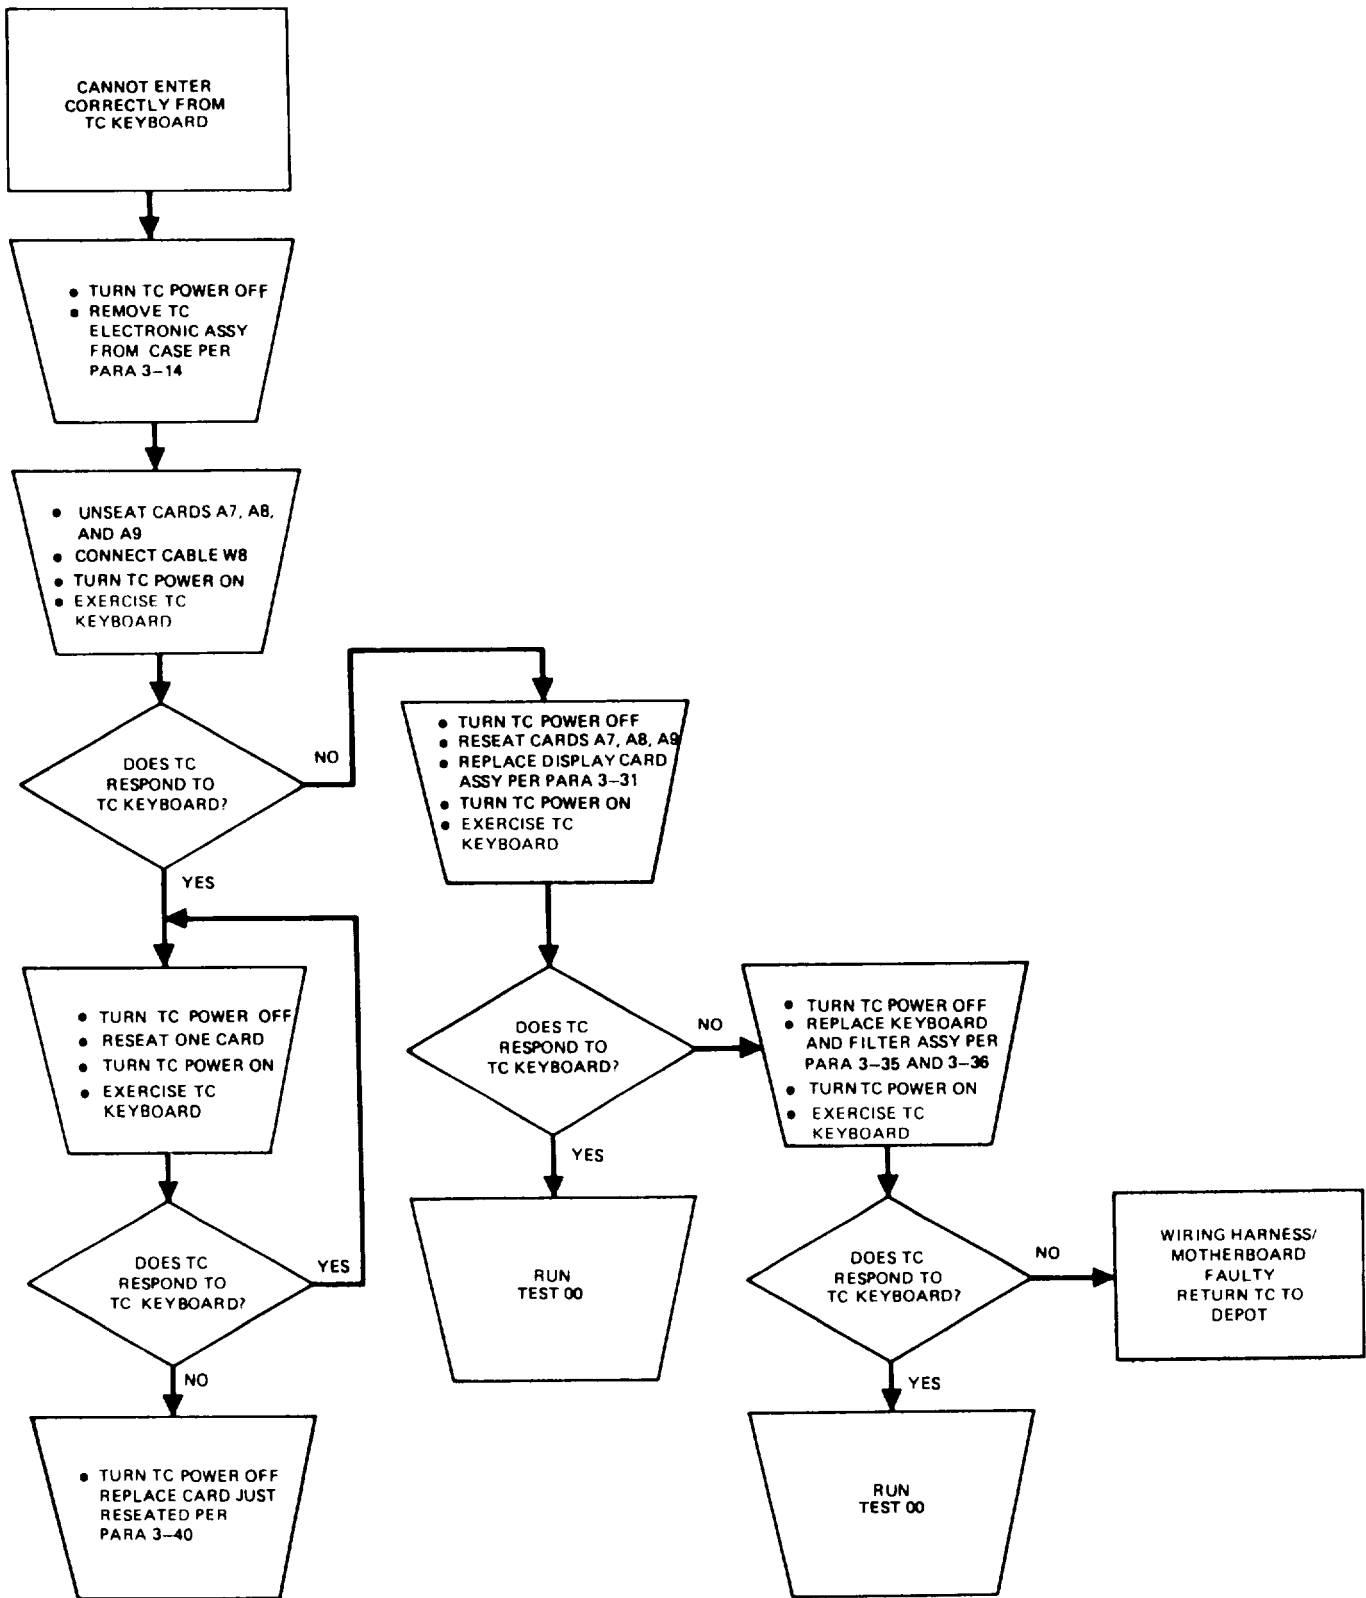 CANNOT ENTER
CORRECTLY FROM
TC KEYBOARD
● TURN TC POWER OFF
● REMOVE TC
ELECTRONIC ASSY
FROM CASE PER
PARA 3–14
● UNSEAT CARDS A7, A8,
AND A9
● CONNECT CABLE W8
● TURN TC POWER ON
● EXERCISE TC
KEYBOARD
DOES TC
RESPOND TO
TC KEYBOARD?
NO
YES
● TURN TC POWER OFF
● RESEAT CARDS A7, A8, A9
● REPLACE DISPLAY CARD
ASSY PER PARA 3–31
● TURN TC POWER ON
● EXERCISE TC
KEYBOARD
● TURN TC POWER OFF
● RESEAT ONE CARD
● TURN TC POWER ON
● EXERCISE TC
KEYBOARD
DOES TC
RESPOND TO
TC KEYBOARD?
YES
NO
● TURN TC POWER OFF
REPLACE CARD JUST
RESEATED PER
PARA 3–40
DOES TC
RESPOND TO
TC KEYBOARD?
NO
YES
RUN
TEST 00
● TURN TC POWER OFF
● REPLACE KEYBOARD
AND FILTER ASSY PER
PARA 3–35 AND 3–36
● TURN TC POWER ON
● EXERCISE TC
KEYBOARD
DOES TC
RESPOND TO
TC KEYBOARD?
NO
YES
WIRING HARNESS/
MOTHERBOARD
FAULTY
RETURN TC TO
DEPOT
RUN
TEST 00